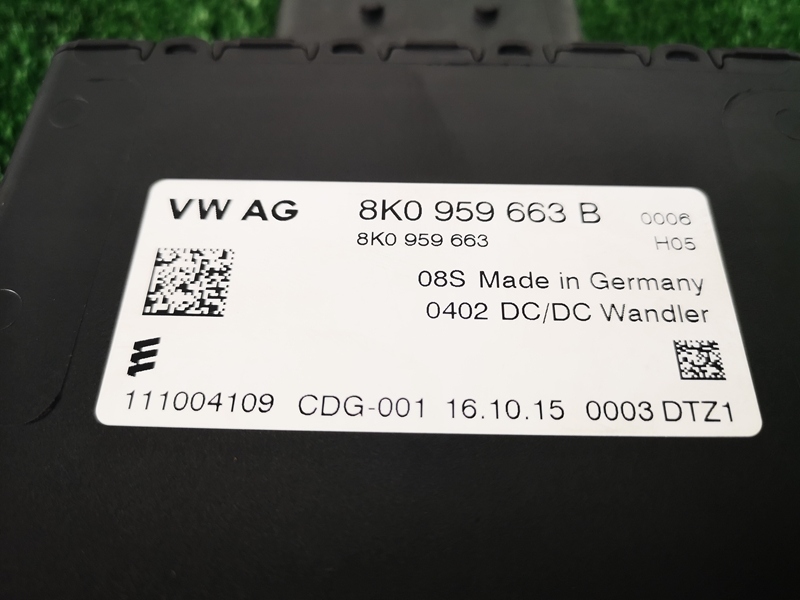 VW AG 8K0 959 663 B 0006
8K0 959 663 H05
08S Made in Germany
0402 DC/DC Wandler
111004109 CDG-001 16.10.15 0003 DTZ1